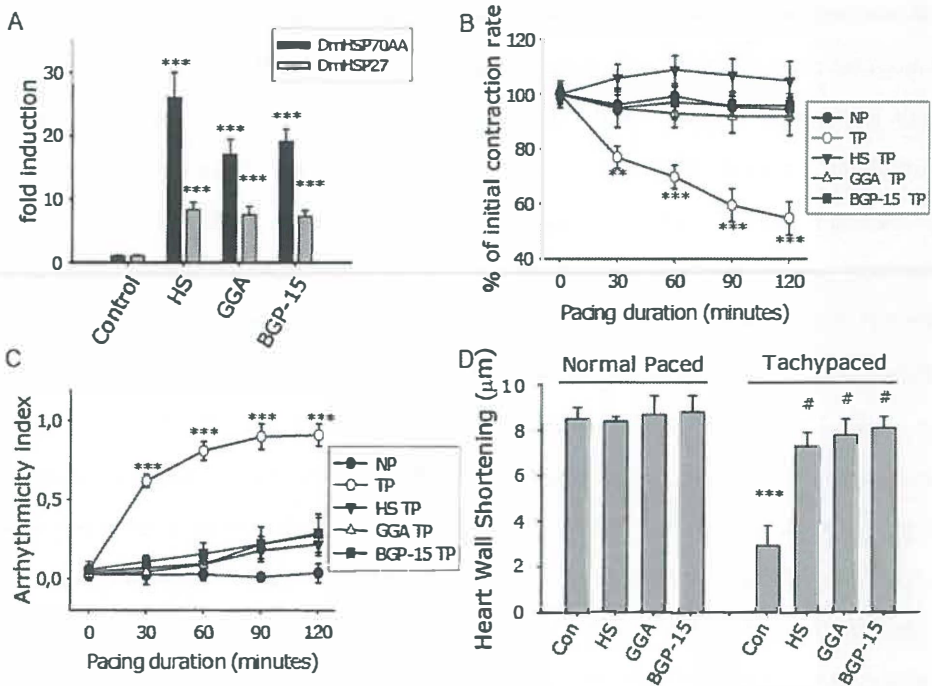 A
DmHSP70AA
DmHSP27
fold induction
30
20
10
0
***
***
***
***
***
***
Control
HS
GGA
BGP-15
B
% of initial contraction rate
120
100
80
60
40
**
***
***
***
0 30 60 90 120
Pacing duration (minutes)
NP
TP
HS TP
GGA TP
BGP-15 TP
C
Arrhythmicity Index
1,0
0,5
0,0
***
***
***
***
0 30 60 90 120
Pacing duration (minutes)
NP
TP
HS TP
GGA TP
BGP-15 TP
D
Normal Paced
Tachypaced
Heart Wall Shortening (μm)
10
8
6
4
2
0
***
#
#
#
Con
HS
GGA
BGP-15
Con
HS
GGA
BGP-15